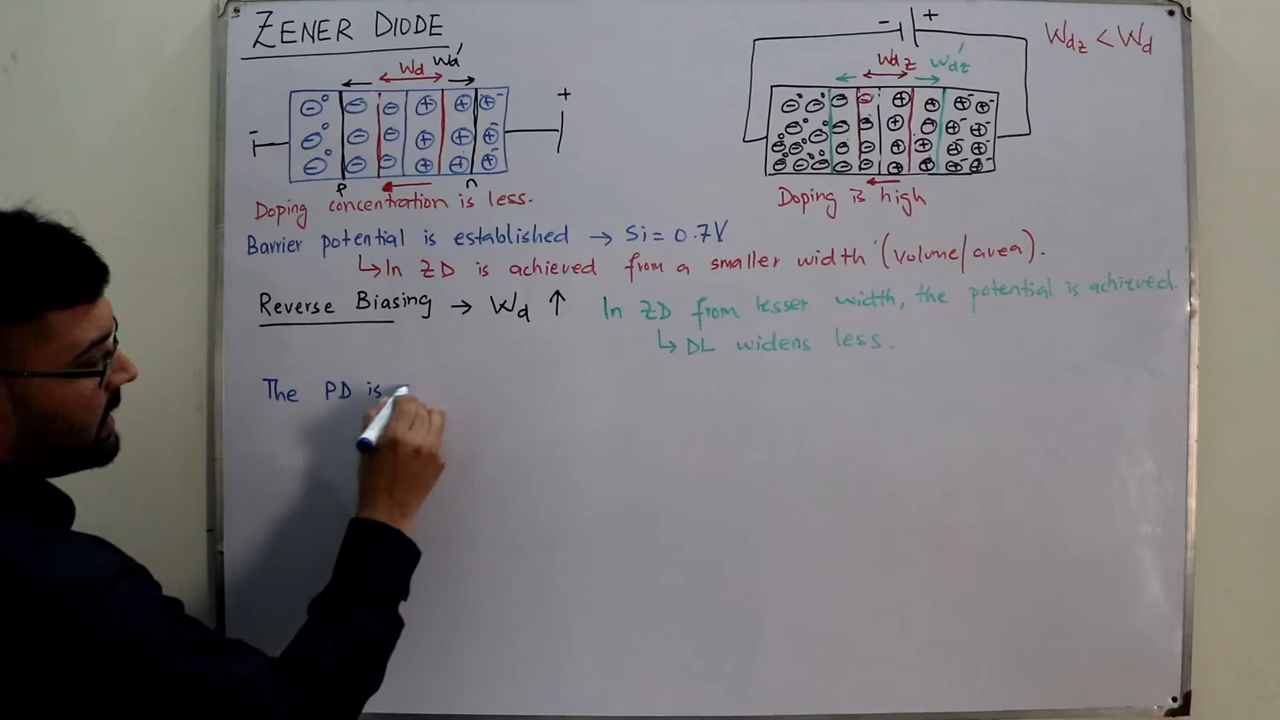 ZENER DIODE
- +
Wdz < Wd
Wd Wd'
Wdz Wdz'
- +
p n
Doping concentration is less.
Doping is high
Barrier potential is established → Si = 0.7V
↳ In ZD is achieved from a smaller width (volume/area).
Reverse Biasing → Wd ↑
In ZD from lesser width, the potential is achieved.
↳ DL widens less.
The PD is